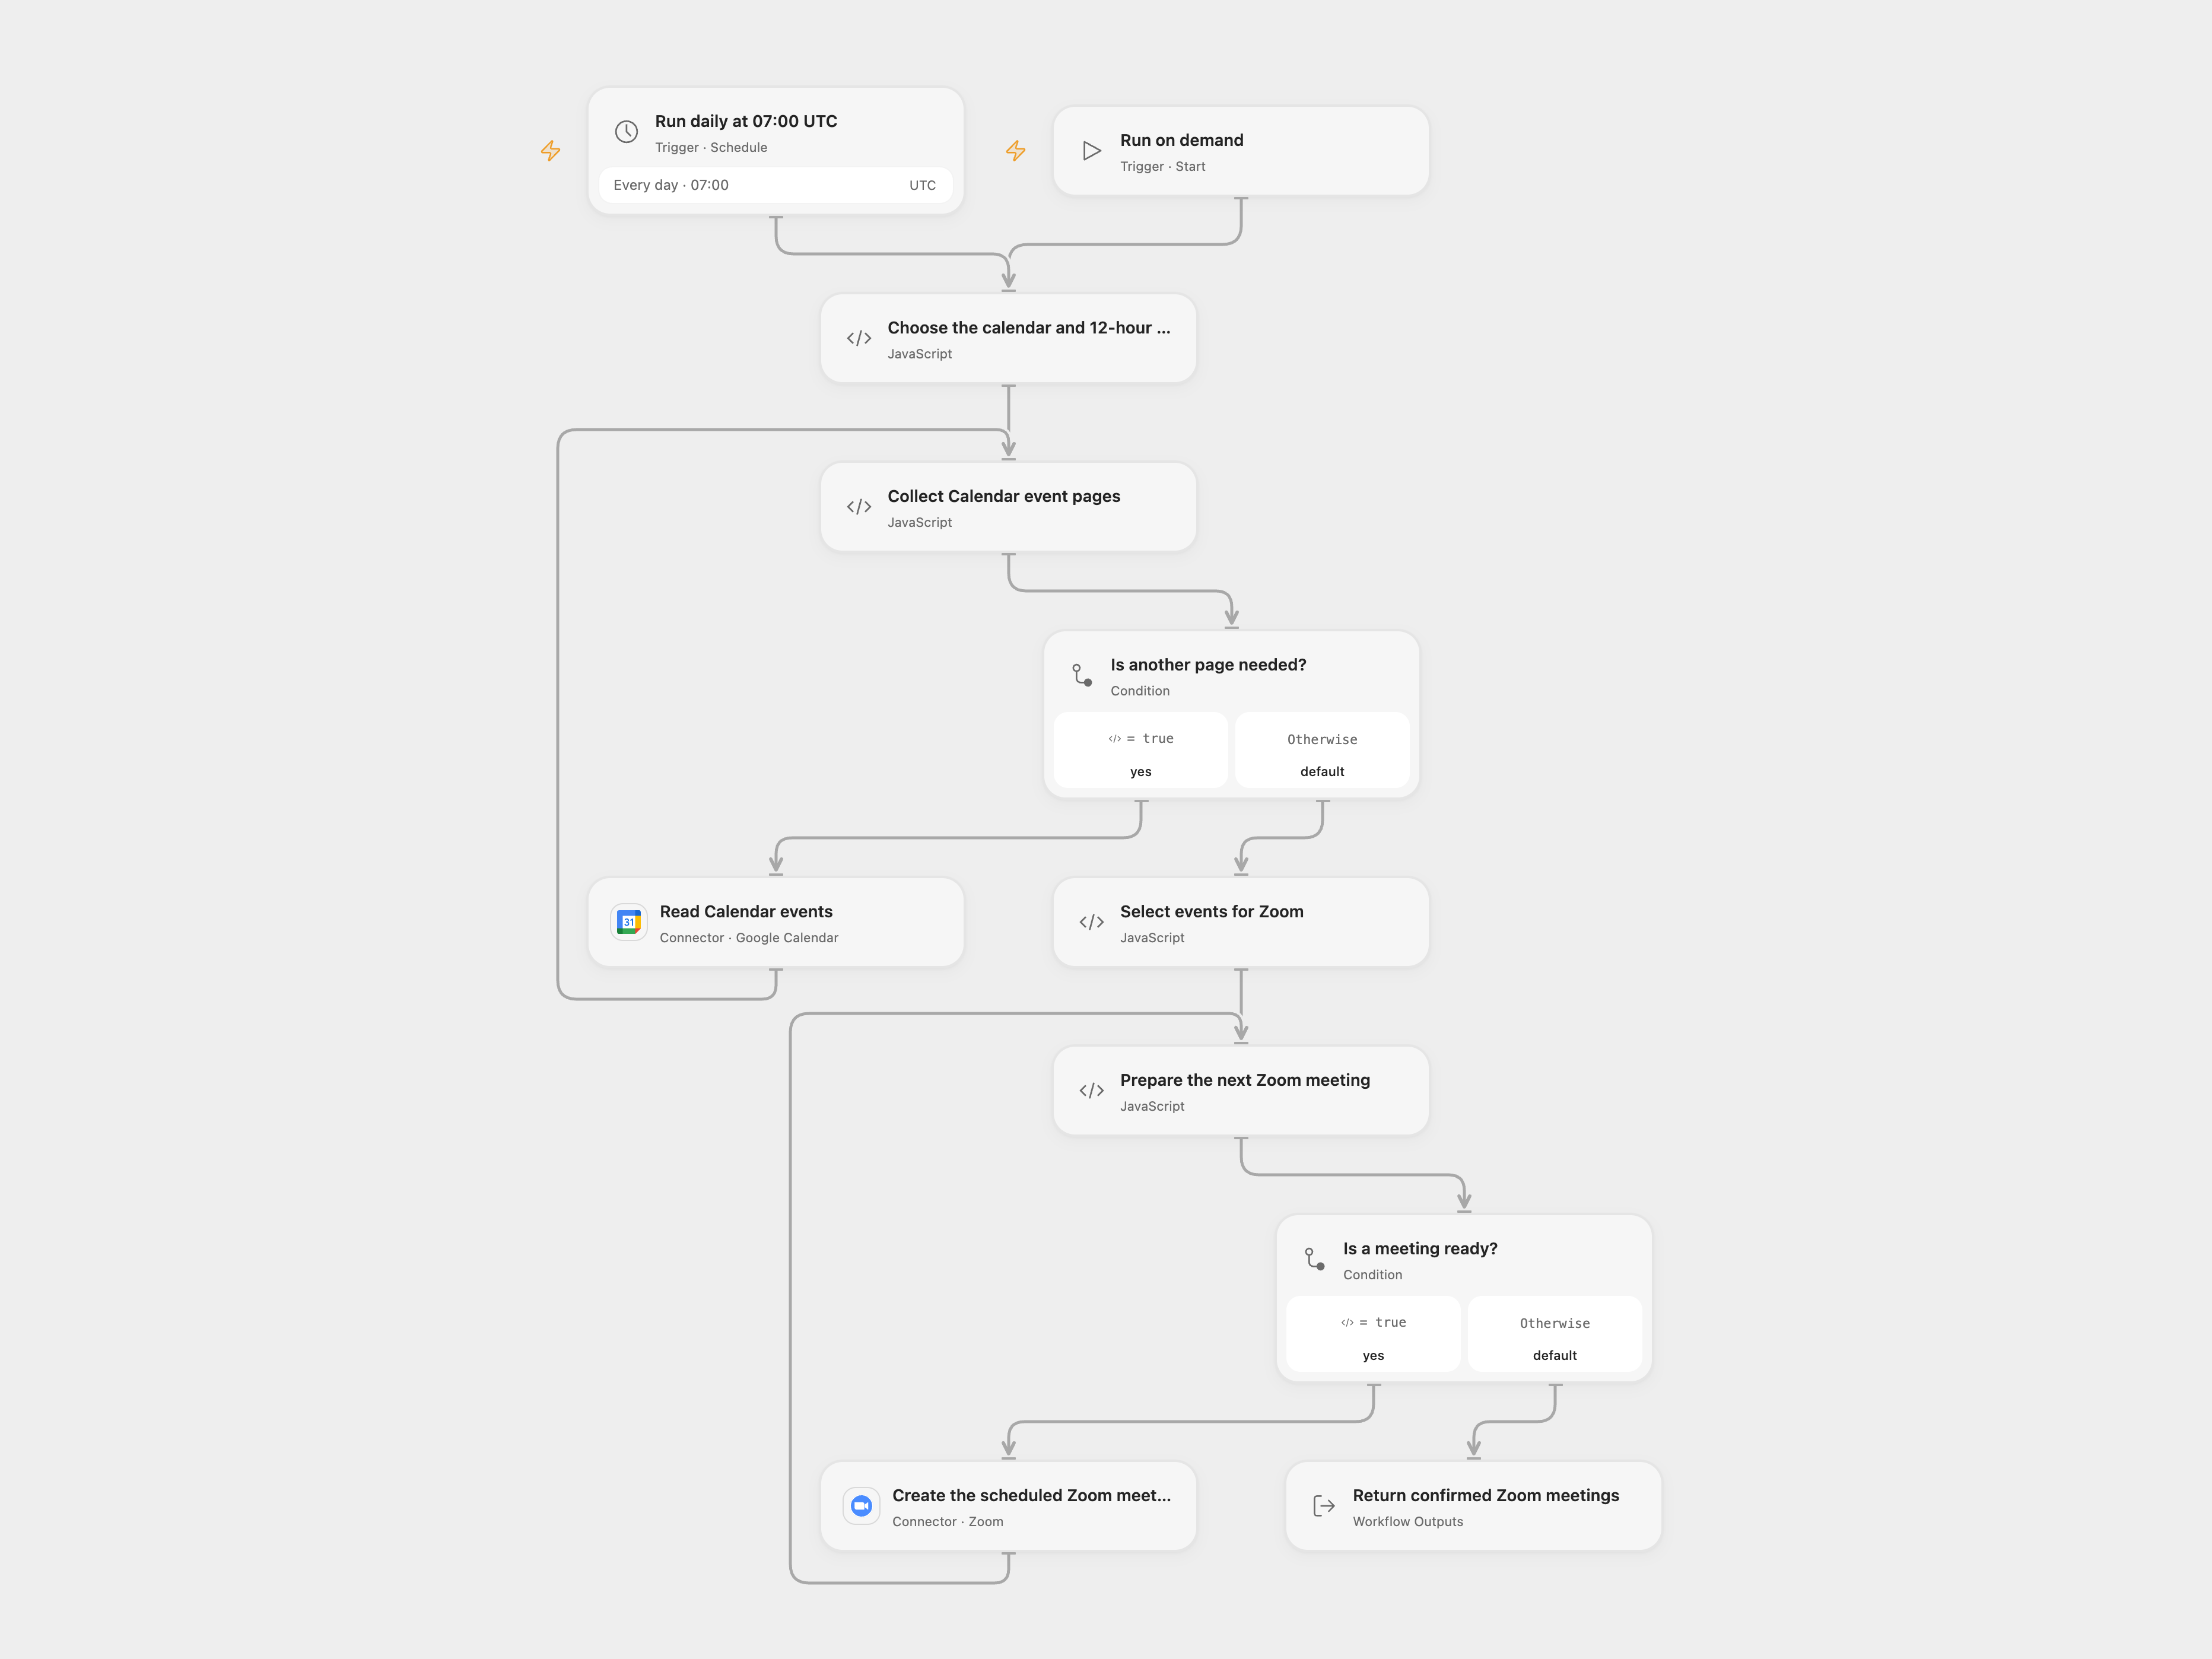 Run daily at 07:00 UTC
Trigger · Schedule
Every day · 07:00
UTC
Run on demand
Trigger · Start
Choose the calendar and 12-hour ...
JavaScript
Collect Calendar event pages
JavaScript
Is another page needed?
Condition
</> = true
yes
Otherwise
default
31
Read Calendar events
Connector · Google Calendar
Select events for Zoom
JavaScript
Prepare the next Zoom meeting
JavaScript
Is a meeting ready?
Condition
</> = true
yes
Otherwise
default
Create the scheduled Zoom meet...
Connector · Zoom
Return confirmed Zoom meetings
Workflow Outputs